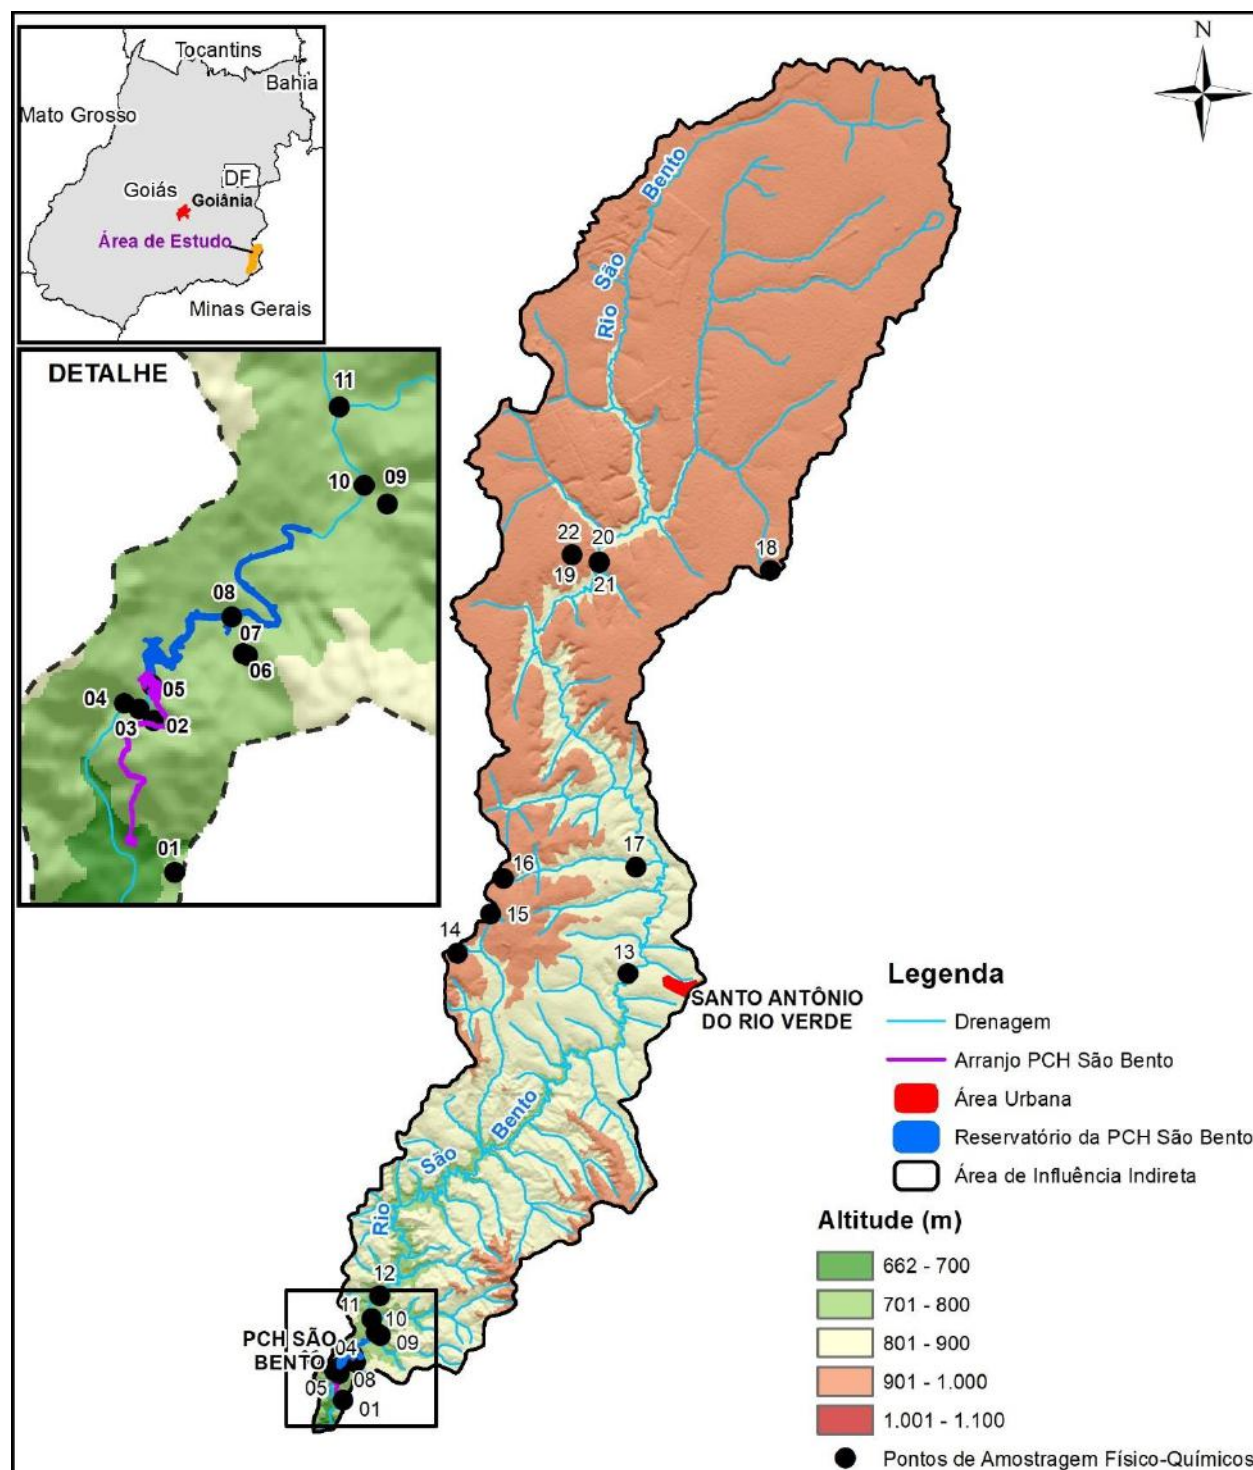 Tocantins
Bahia
Mato Grosso
DF
Goiás
Goiânia
Área de Estudo
Minas Gerais
N
DETALHE
11
10
09
08
07
06
05
04
03
02
01
Rio São Bento
22
20
18
19
21
17
16
15
14
13
SANTO ANTÔNIO
DO RIO VERDE
Rio São Bento
12
11
10
09
PCH SÃO
BENTO
04
05
08
01
Legenda
Drenagem
Arranjo PCH São Bento
Área Urbana
Reservatório da PCH São Bento
Área de Influência Indireta
Altitude (m)
662 - 700
701 - 800
801 - 900
901 - 1.000
1.001 - 1.100
Pontos de Amostragem Físico-Químicos